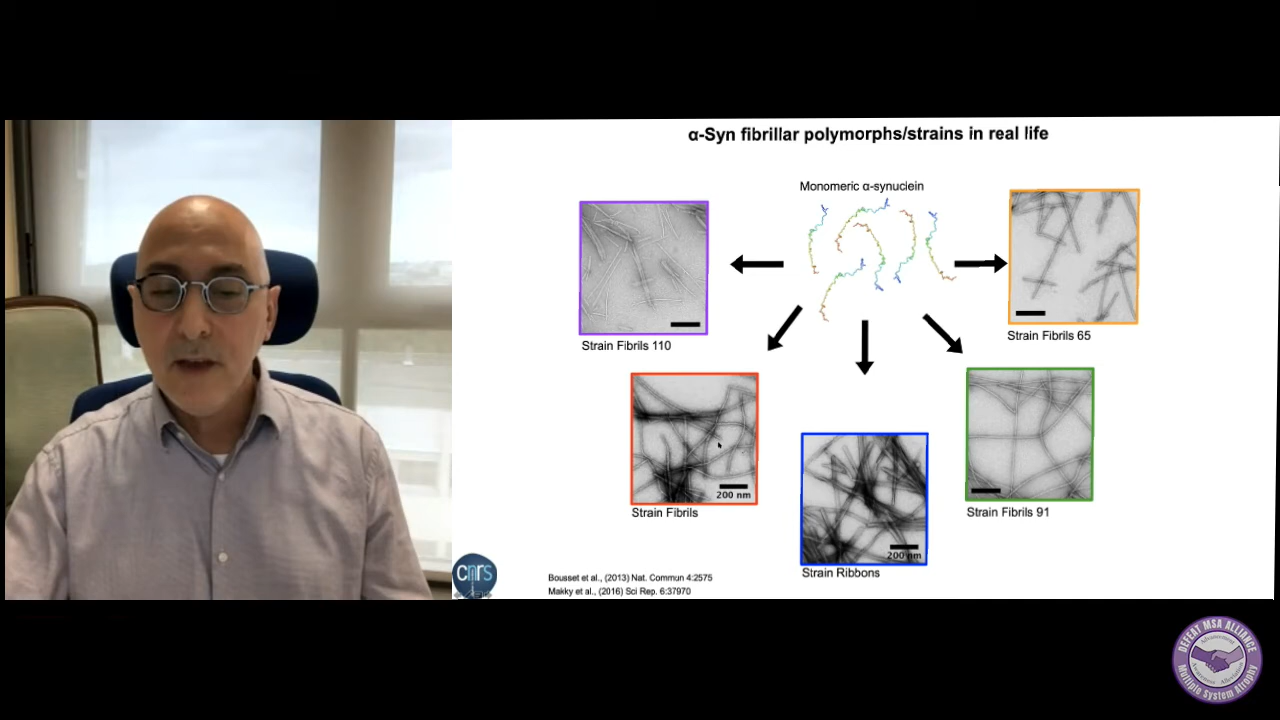 α-Syn fibrillar polymorphs/strains in real life
Monomeric α-synuclein
Strain Fibrils 110
Strain Fibrils 65
200 nm
Strain Fibrils
200 nm
Strain Ribbons
Strain Fibrils 91
cnrs
Bousset et al., (2013) Nat. Commun 4:2575
Makky et al., (2016) Sci Rep. 6:37970
DEFEAT MSA ALLIANCE
Advancement
Awareness
Multiple System Atrophy